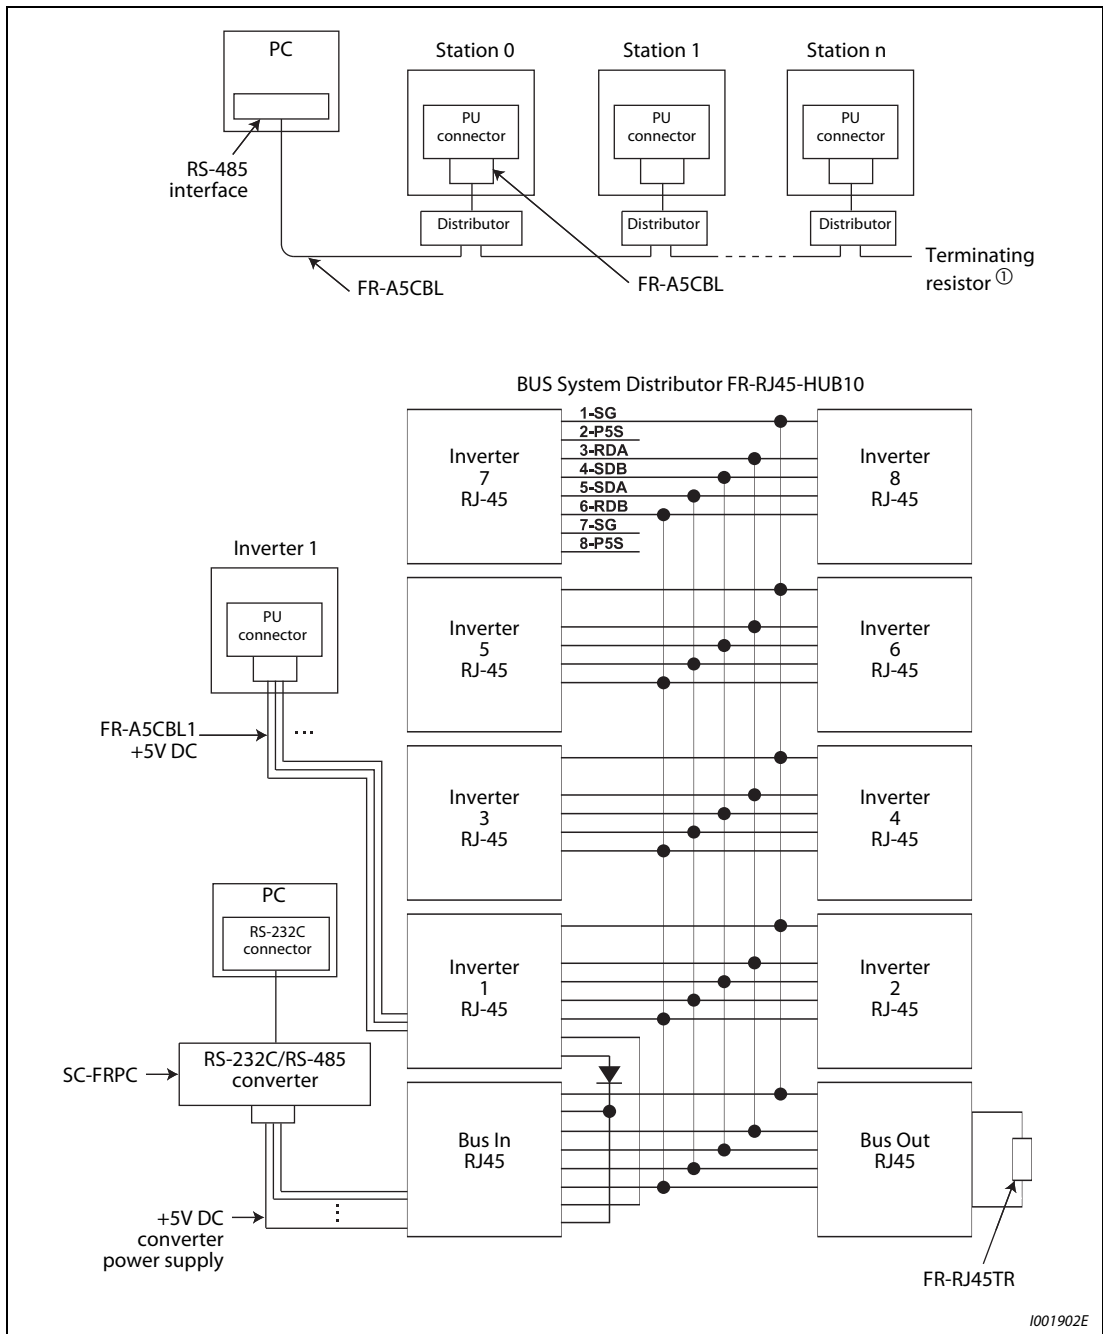 PC
Station 0
Station 1
Station n
PU
connector
PU
connector
PU
connector
RS-485
interface
Distributor
Distributor
Distributor
FR-A5CBL
FR-A5CBL
Terminating
resistor ①
BUS System Distributor FR-RJ45-HUB10
Inverter
7
RJ-45
1-SG
2-P5S
3-RDA
4-SDB
5-SDA
6-RDB
7-SG
8-P5S
Inverter
8
RJ-45
Inverter 1
PU
connector
Inverter
5
RJ-45
Inverter
6
RJ-45
FR-A5CBL1
+5V DC
...
Inverter
3
RJ-45
Inverter
4
RJ-45
PC
RS-232C
connector
Inverter
1
RJ-45
Inverter
2
RJ-45
SC-FRPC
RS-232C/RS-485
converter
Bus In
RJ45
Bus Out
RJ45
+5V DC
converter
power supply
FR-RJ45TR
I001902E